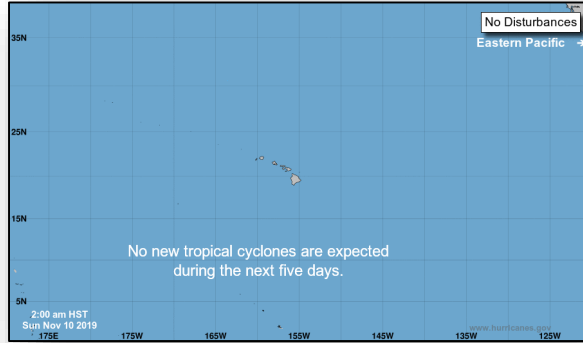 No Disturbances
Eastern Pacific →
35N
25N
15N
No new tropical cyclones are expected
during the next five days.
5N
2:00 am HST
Sun Nov 10 2019
www.hurricanes.gov
175E
175W
165W
155W
145W
135W
125W